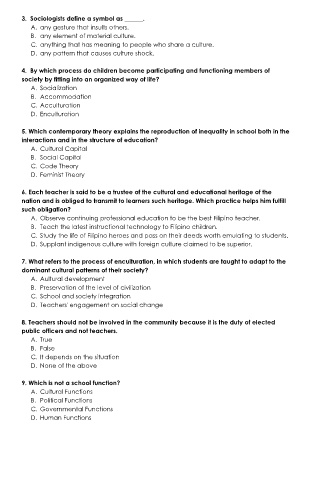 3. Sociologists define a symbol as ______.
A. any gesture that insults others.
B. any element of material culture.
C. anything that has meaning to people who share a culture.
D. any pattern that causes culture shock.
4. By which process do children become participating and functioning members of
society by fitting into an organized way of life?
A. Socialization
B. Accommodation
C. Acculturation
D. Enculturation
5. Which contemporary theory explains the reproduction of inequality in school both in the
interactions and in the structure of education?
A. Cultural Capital
B. Social Capital
C. Code Theory
D. Feminist Theory
6. Each teacher is said to be a trustee of the cultural and educational heritage of the
nation and is obliged to transmit to learners such heritage. Which practice helps him fulfill
such obligation?
A. Observe continuing professional education to be the best Filipino teacher.
B. Teach the latest instructional technology to Filipino children.
C. Study the life of Filipino heroes and pass on their deeds worth emulating to students.
D. Supplant indigenous culture with foreign culture claimed to be superior.
7. What refers to the process of enculturation, in which students are taught to adapt to the
dominant cultural patterns of their society?
A. Aultural development
B. Preservation of the level of civilization
C. School and society integration
D. Teachers' engagement on social change
8. Teachers should not be involved in the community because it is the duty of elected
public officers and not teachers.
A. True
B. False
C. It depends on the situation
D. None of the above
9. Which is not a school function?
A. Cultural Functions
B. Political Functions
C. Governmental Functions
D. Human Functions